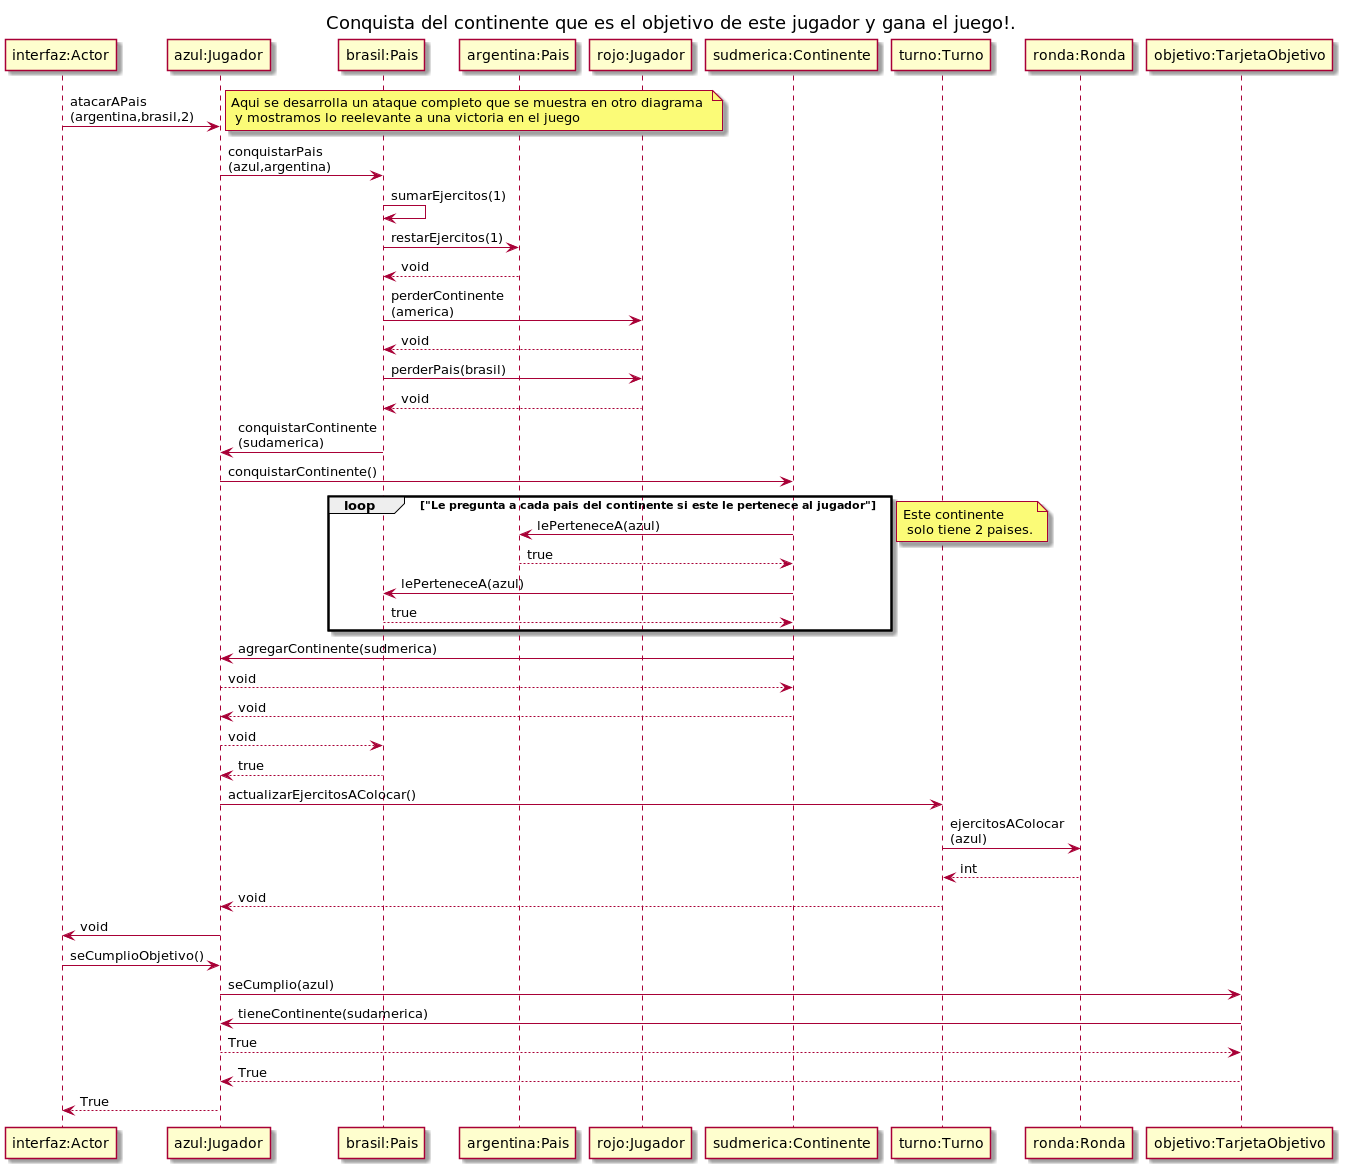 Conquista del continente que es el objetivo de este jugador y gana el juego!.
interfaz:Actor
azul:Jugador
brasil:Pais
argentina:Pais
rojo:Jugador
sudmerica:Continente
turno:Turno
ronda:Ronda
objetivo:TarjetaObjetivo
atacarAPais
(argentina,brasil,2)
Aqui se desarrolla un ataque completo que se muestra en otro diagrama
y mostramos lo reelevante a una victoria en el juego
conquistarPais
(azul,argentina)
sumarEjercitos(1)
restarEjercitos(1)
void
perderContinente
(america)
void
perderPais(brasil)
void
conquistarContinente
(sudamerica)
conquistarContinente()
loop
["Le pregunta a cada pais del continente si este le pertenece al jugador"]
Este continente
solo tiene 2 paises.
lePerteneceA(azul)
true
lePerteneceA(azul)
true
agregarContinente(sudmerica)
void
void
void
true
actualizarEjercitosAColocar()
ejercitosAColocar
(azul)
int
void
void
seCumplioObjetivo()
seCumplio(azul)
tieneContinente(sudamerica)
True
True
True
interfaz:Actor
azul:Jugador
brasil:Pais
argentina:Pais
rojo:Jugador
sudmerica:Continente
turno:Turno
ronda:Ronda
objetivo:TarjetaObjetivo